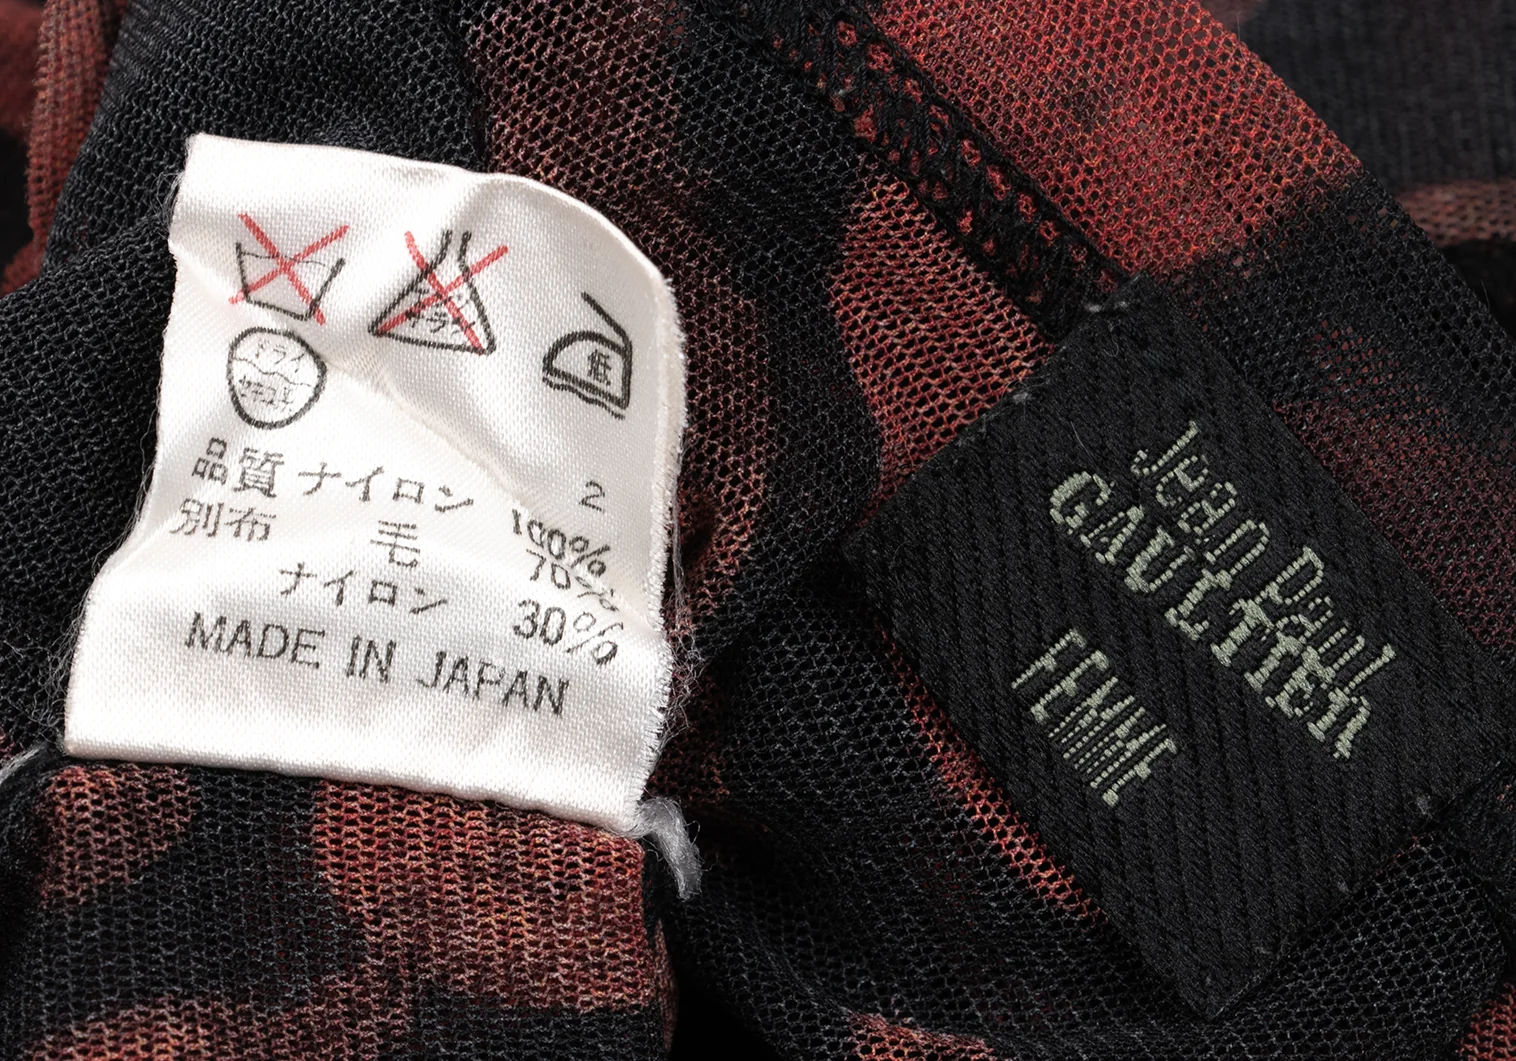 低
ドライ
セキユ系
2
品質 ナイロン 100%
別布 毛 70%
ナイロン 30%
MADE IN JAPAN
Jean Paul
GAULTIER
FEMME